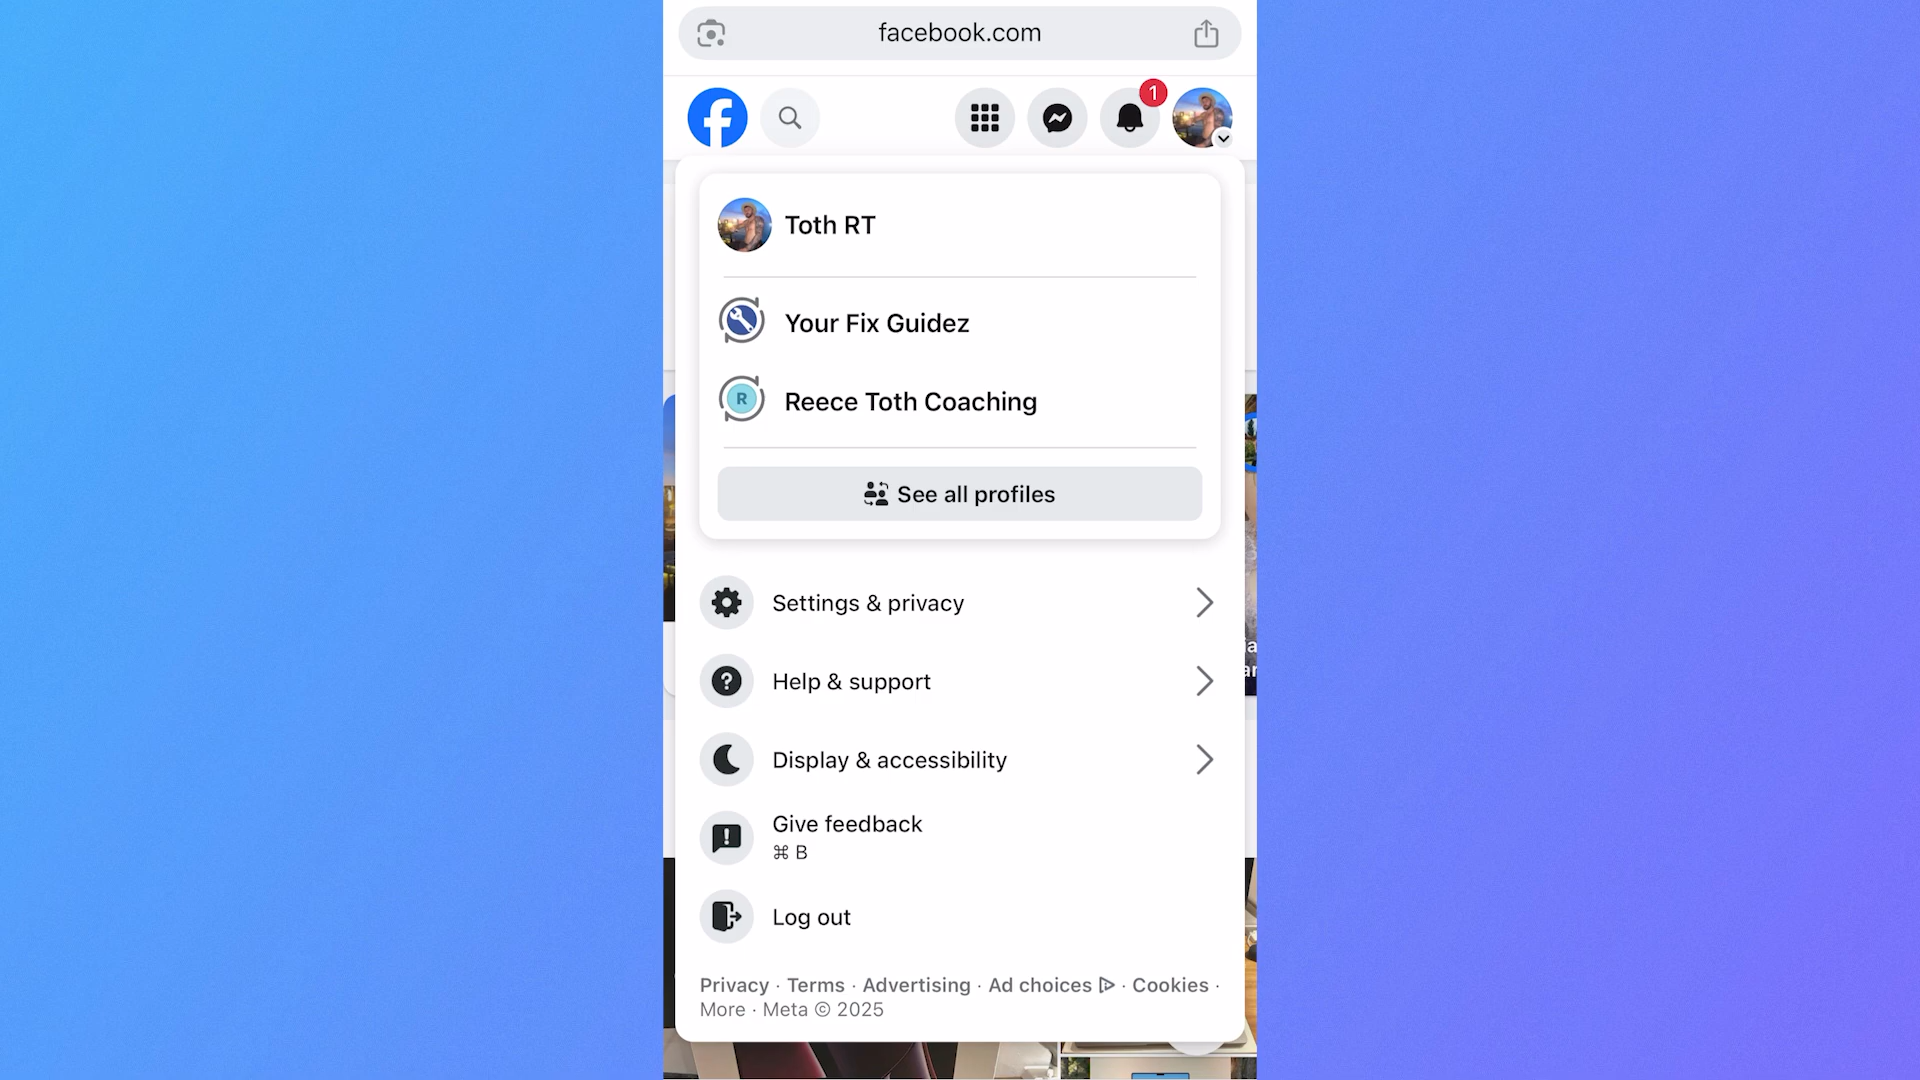 facebook.com
1
Toth RT
Your Fix Guidez
R
Reece Toth Coaching
See all profiles
Settings & privacy
Help & support
Display & accessibility
Give feedback
⌘ B
Log out
Privacy · Terms · Advertising · Ad choices · Cookies ·
More · Meta © 2025